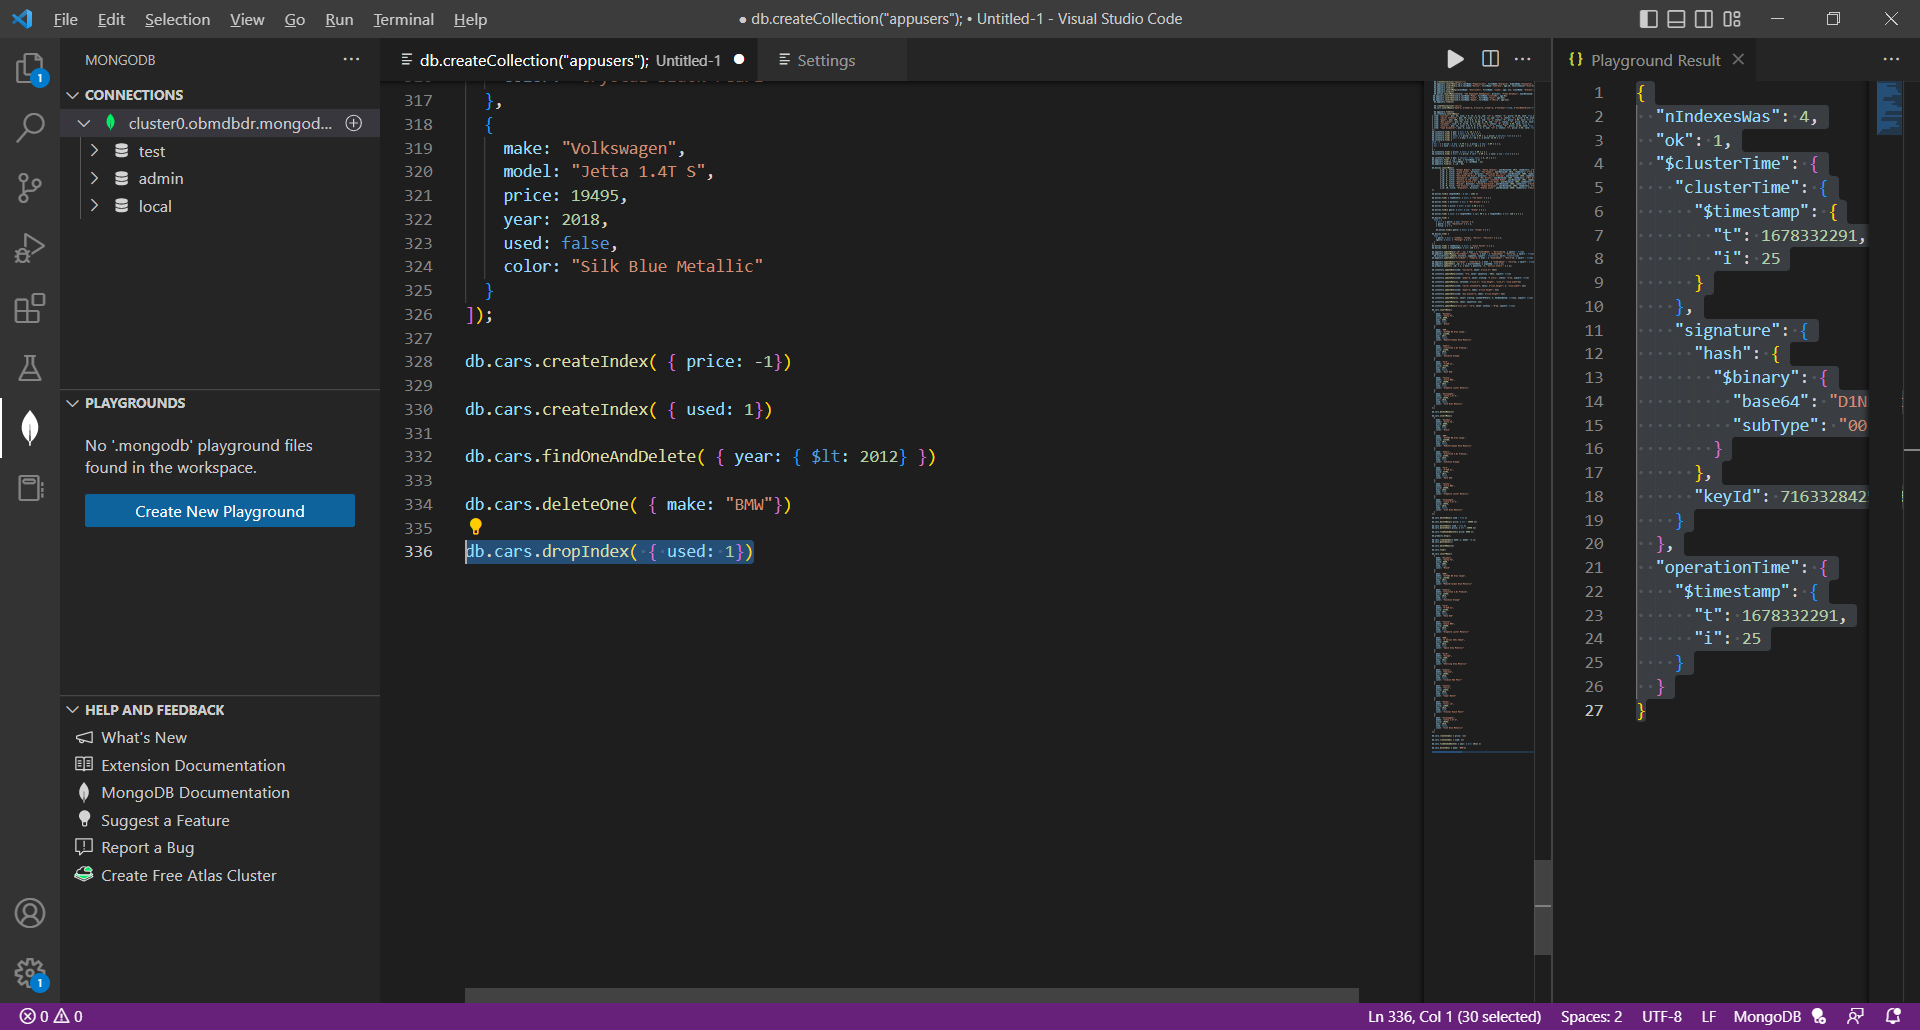 File Edit Selection View Go Run Terminal Help
● db.createCollection("appusers"); • Untitled-1 - Visual Studio Code
MONGODB
CONNECTIONS
cluster0.obmdbdr.mongod...
test
admin
local
PLAYGROUNDS
No '.mongodb' playground files
found in the workspace.
Create New Playground
HELP AND FEEDBACK
What's New
Extension Documentation
MongoDB Documentation
Suggest a Feature
Report a Bug
Create Free Atlas Cluster
1
1
db.createCollection("appusers"); Untitled-1 ●
Settings
317 },
318 {
319 make: "Volkswagen",
320 model: "Jetta 1.4T S",
321 price: 19495,
322 year: 2018,
323 used: false,
324 color: "Silk Blue Metallic"
325 }
326 ]);
327
328 db.cars.createIndex( { price: -1})
329
330 db.cars.createIndex( { used: 1})
331
332 db.cars.findOneAndDelete( { year: { $lt: 2012} })
333
334 db.cars.deleteOne( { make: "BMW"})
335
336 db.cars.dropIndex( { used: 1})
{} Playground Result
1 {
2 "nIndexesWas": 4,
3 "ok": 1,
4 "$clusterTime": {
5 "clusterTime": {
6 "$timestamp": {
7 "t": 1678332291,
8 "i": 25
9 }
10 },
11 "signature": {
12 "hash": {
13 "$binary": {
14 "base64": "D1N
15 "subType": "00
16 }
17 },
18 "keyId": 716332842
19 }
20 },
21 "operationTime": {
22 "$timestamp": {
23 "t": 1678332291,
24 "i": 25
25 }
26 }
27 }
0 0
Ln 336, Col 1 (30 selected) Spaces: 2 UTF-8 LF MongoDB